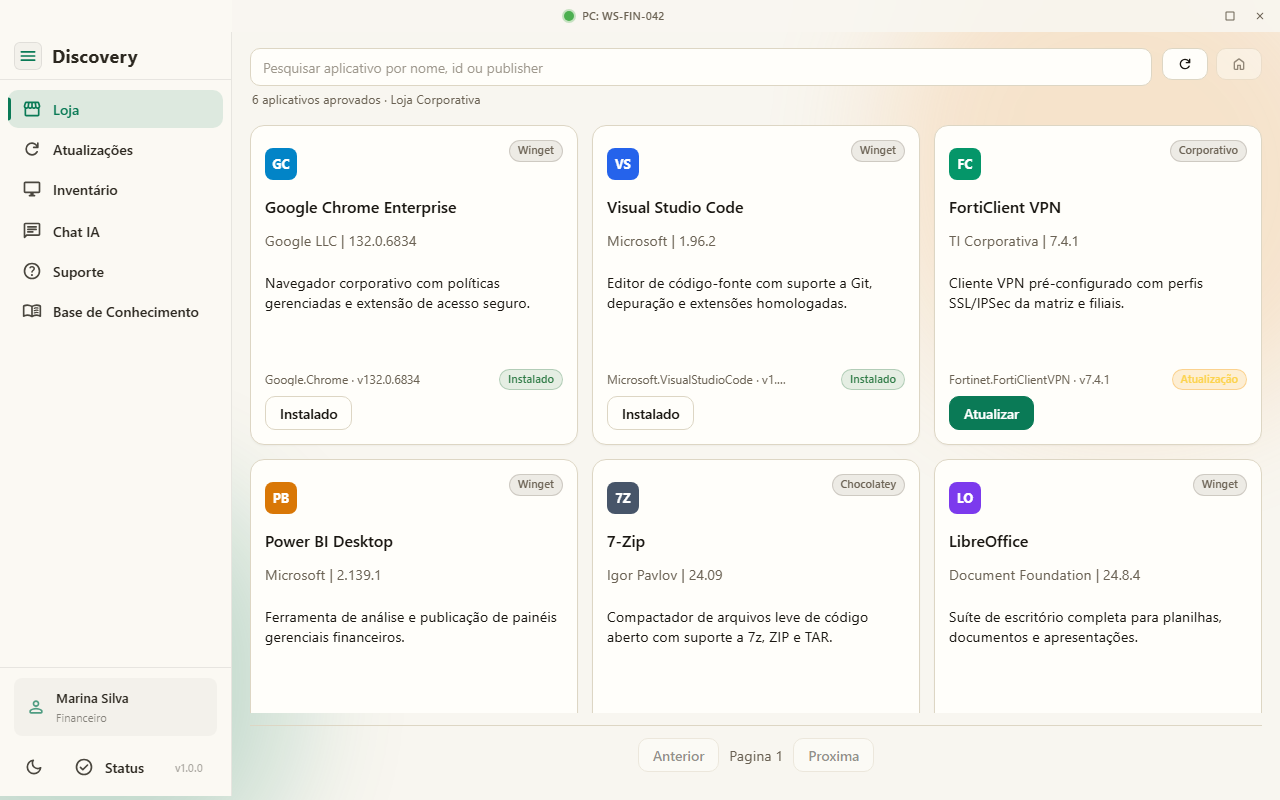 PC: WS-FIN-042
Discovery
Loja
Atualizações
Inventário
Chat IA
Suporte
Base de Conhecimento
Marina Silva
Financeiro
Status
v1.0.0
Pesquisar aplicativo por nome, id ou publisher
6 aplicativos aprovados · Loja Corporativa
GC
Winget
Google Chrome Enterprise
Google LLC | 132.0.6834
Navegador corporativo com políticas
gerenciadas e extensão de acesso seguro.
Google.Chrome · v132.0.6834
Instalado
Instalado
VS
Winget
Visual Studio Code
Microsoft | 1.96.2
Editor de código-fonte com suporte a Git,
depuração e extensões homologadas.
Microsoft.VisualStudioCode · v1....
Instalado
Instalado
FC
Corporativo
FortiClient VPN
TI Corporativa | 7.4.1
Cliente VPN pré-configurado com perfis
SSL/IPSec da matriz e filiais.
Fortinet.FortiClientVPN · v7.4.1
Atualização
Atualizar
PB
Winget
Power BI Desktop
Microsoft | 2.139.1
Ferramenta de análise e publicação de painéis
gerenciais financeiros.
7Z
Chocolatey
7-Zip
Igor Pavlov | 24.09
Compactador de arquivos leve de código
aberto com suporte a 7z, ZIP e TAR.
LO
Winget
LibreOffice
Document Foundation | 24.8.4
Suíte de escritório completa para planilhas,
documentos e apresentações.
Anterior
Pagina 1
Proxima